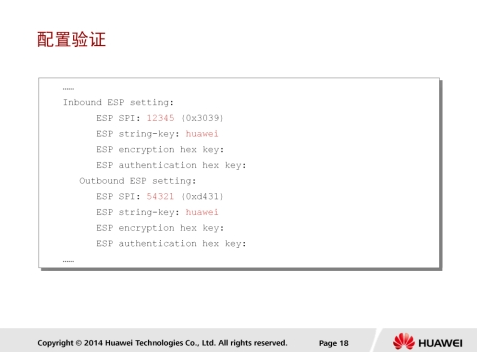 配置验证
……
Inbound ESP setting:
ESP SPI: 12345 (0x3039)
ESP string-key: huawei
ESP encryption hex key:
ESP authentication hex key:
Outbound ESP setting:
ESP SPI: 54321 (0xd431)
ESP string-key: huawei
ESP encryption hex key:
ESP authentication hex key:
……
Copyright © 2014 Huawei Technologies Co., Ltd. All rights reserved.
Page 18
HUAWEI